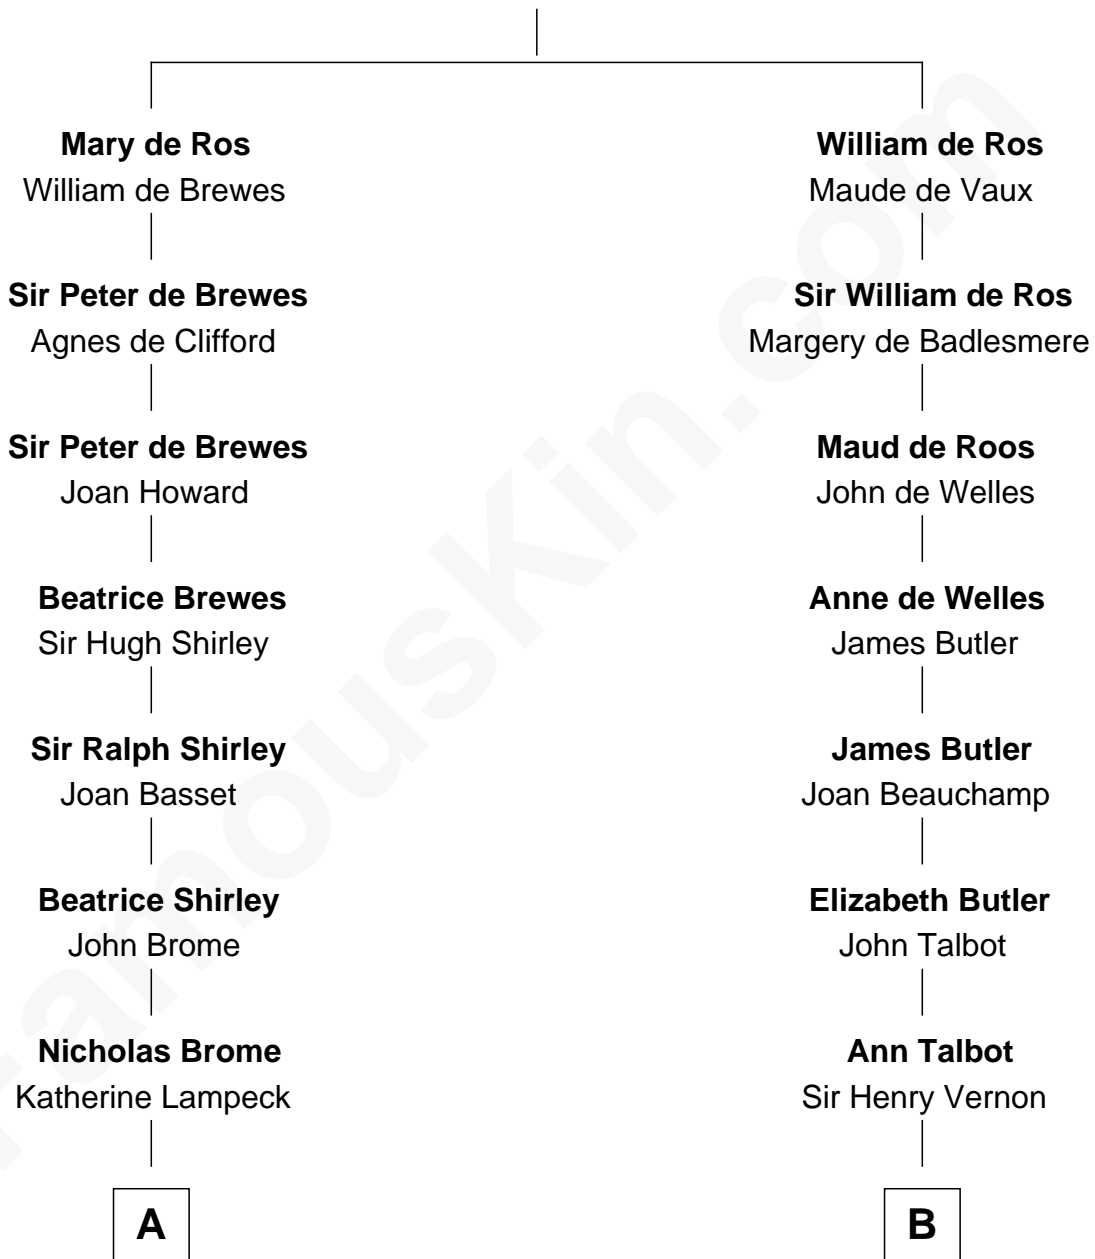 Mary de Ros
William de Brewes
Sir Peter de Brewes
Agnes de Clifford
Sir Peter de Brewes
Joan Howard
Beatrice Brewes
Sir Hugh Shirley
Sir Ralph Shirley
Joan Basset
Beatrice Shirley
John Brome
Nicholas Brome
Katherine Lampeck
A
William de Ros
Maude de Vaux
Sir William de Ros
Margery de Badlesmere
Maud de Roos
John de Welles
Anne de Welles
James Butler
James Butler
Joan Beauchamp
Elizabeth Butler
John Talbot
Ann Talbot
Sir Henry Vernon
B
FamousKin.com